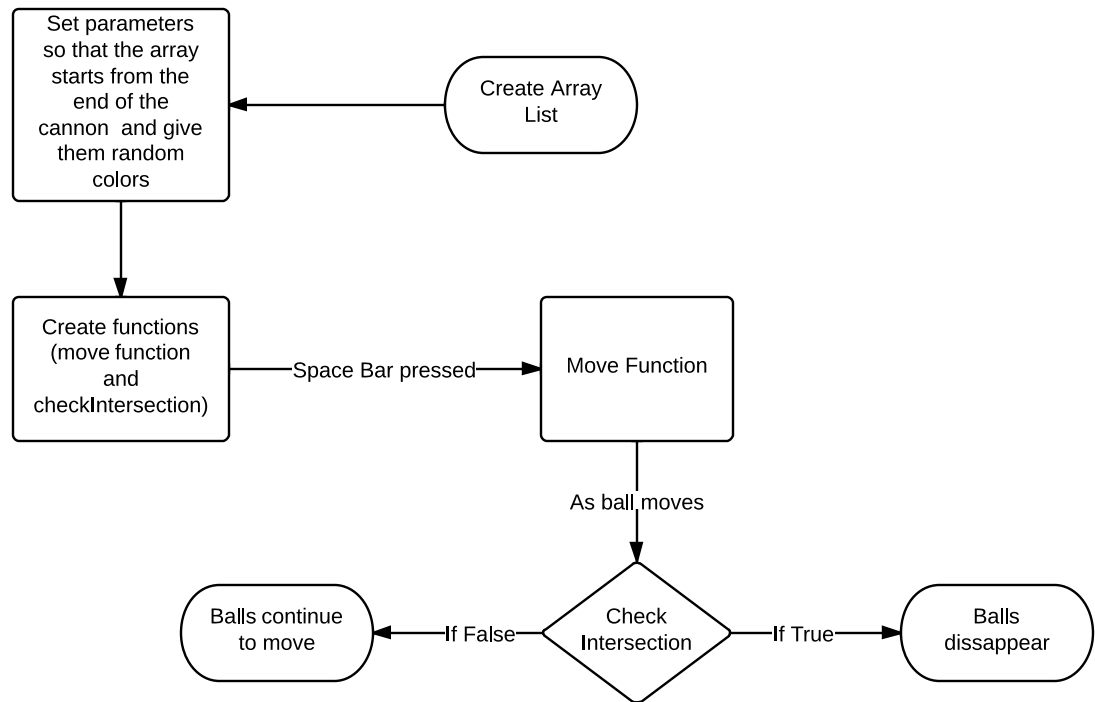 Set parameters
so that the array
starts from the
end of the
cannon and give
them random
colors
Create Array
List
Create functions
(move function
and
checkIntersection)
Space Bar pressed
Move Function
As ball moves
Balls continue
to move
If False
Check
Intersection
If True
Balls
dissappear